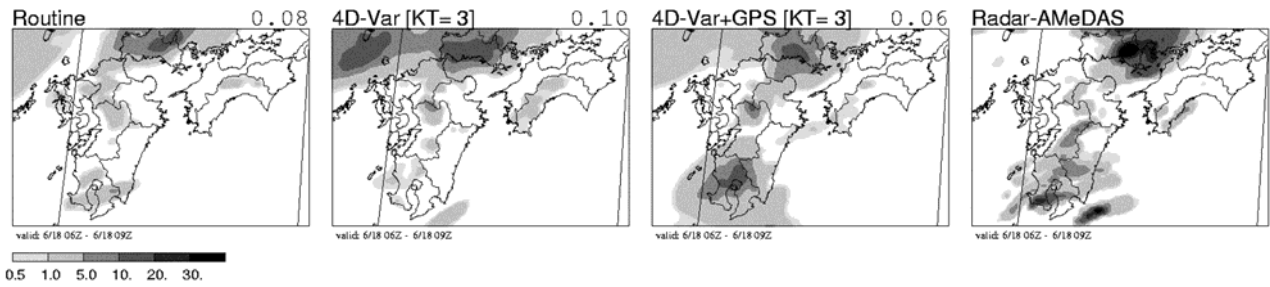 Routine 0.08
4D-Var [KT= 3] 0.10
4D-Var+GPS [KT= 3] 0.06
Radar-AMeDAS
valid: 6/18 06Z - 6/18 09Z
valid: 6/18 06Z - 6/18 09Z
valid: 6/18 06Z - 6/18 09Z
valid: 6/18 06Z - 6/18 09Z
0.5 1.0 5.0 10. 20. 30.